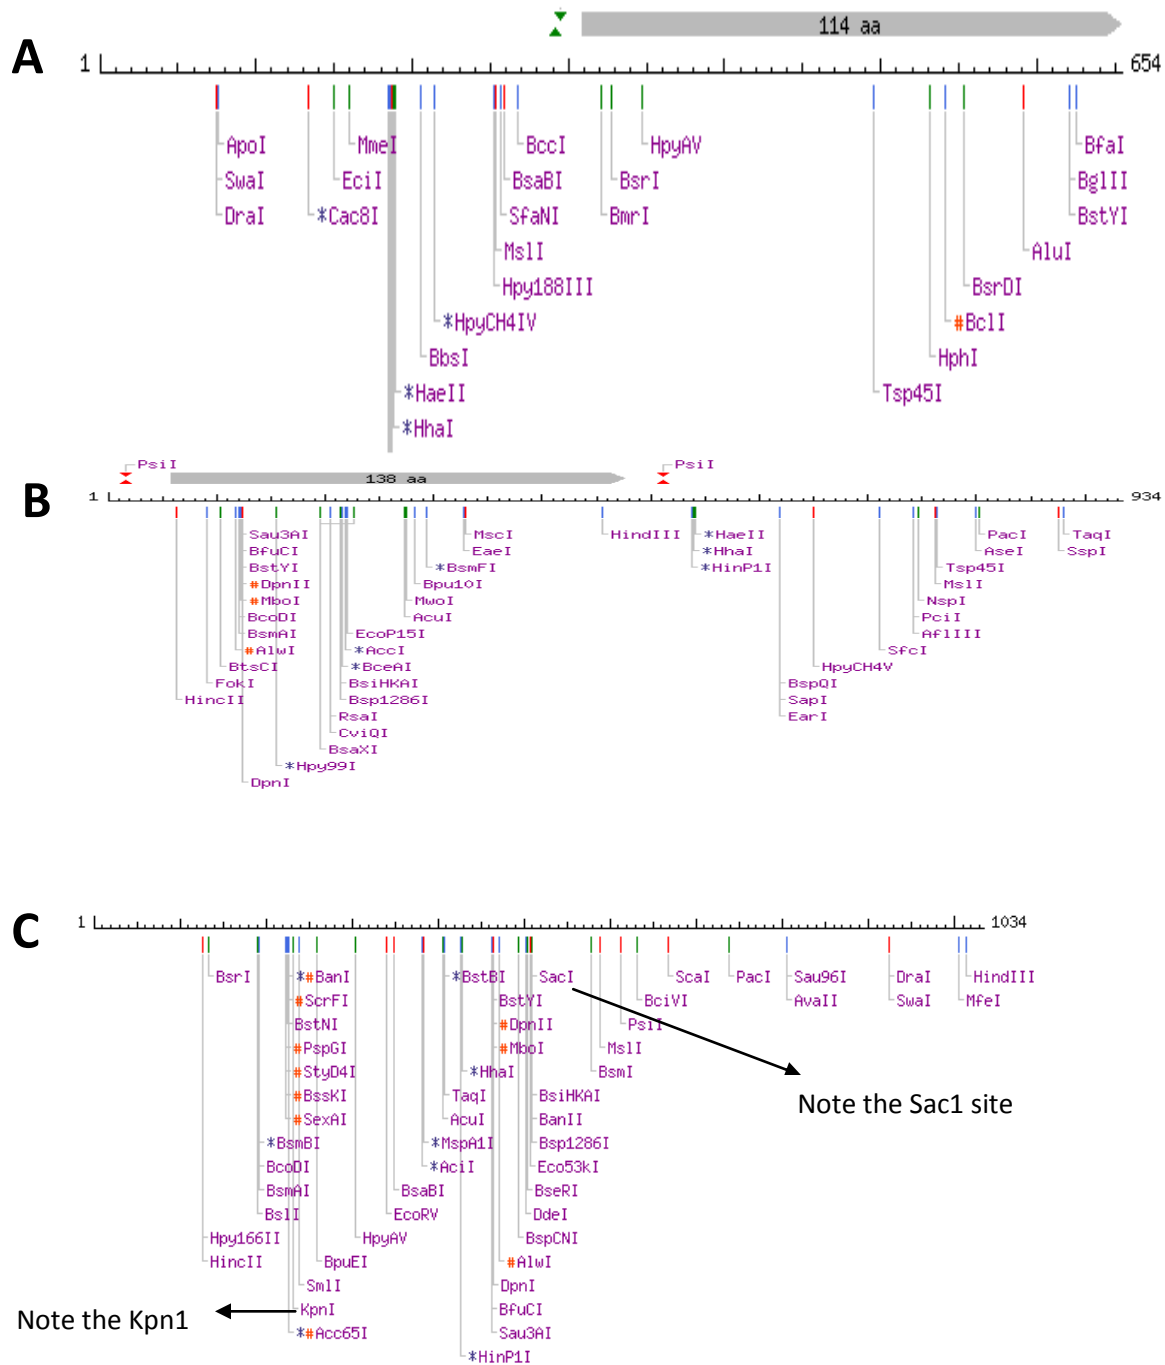 A
1
114 aa
654
ApoI
MmeI
BccI
HpyAV
BfaI
SwaI
EciI
BsaBI
BsrI
BglII
DraI
*Cac8I
SfaNI
BmrI
BstYI
MslI
AluI
Hpy188III
BsrDI
*HpyCH4IV
#BclI
BbsI
HphI
*HaeII
Tsp45I
*HhaI
B
PsiI
138 aa
PsiI
1
934
Sau3AI
MscI
HindIII
*HaeII
PacI
TaqI
BfuCI
EaeI
*HhaI
AseI
SspI
BstYI
*BsmFI
*HinP1I
Tsp45I
#DpnII
Bpu10I
MslI
#MboI
MwoI
NspI
BcoDI
AcuI
PciI
BsmAI
EcoP15I
AflIII
#AlwI
*AccI
SfcI
BtsCI
*BceAI
HpyCH4V
FokI
BsiHKAI
BspQI
HincII
Bsp1286I
SapI
RsaI
EarI
CviQI
BsaXI
*Hpy99I
DpnI
C
1
1034
BsrI
*#BanI
*BstBI
SacI
ScaI
PacI
Sau96I
DraI
HindIII
#ScrFI
BstYI
BciVI
AvaII
SwaI
MfeI
BstNI
#DpnII
PsiI
#PspGI
#MboI
MslI
#StyD4I
*HhaI
BsmI
#BssKI
TaqI
BsiHKAI
Note the Sac1 site
#SexAI
AcuI
BanII
*BsmBI
*MspA1I
Bsp1286I
BcoDI
*AciI
Eco53kI
BsmAI
BsaBI
BseRI
BslI
EcoRV
DdeI
Hpy166II
HpyAV
BspCNI
HincII
BpuEI
#AlwI
SmlI
DpnI
Note the Kpn1
KpnI
BfuCI
*#Acc65I
Sau3AI
*HinP1I